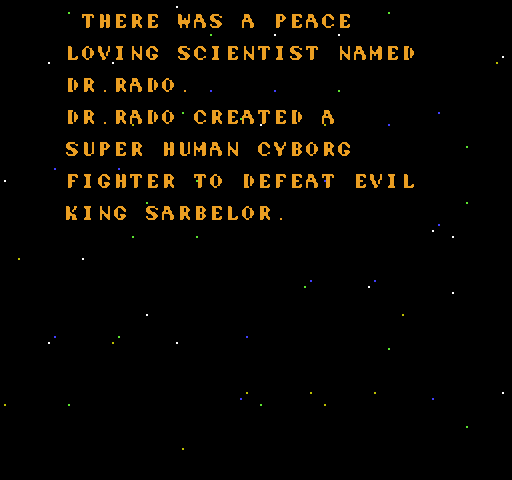 THERE WAS A PEACE
LOVING SCIENTIST NAMED
DR.RADO.
DR.RADO CREATED A
SUPER HUMAN CYBORG
FIGHTER TO DEFEAT EVIL
KING SARBELOR.